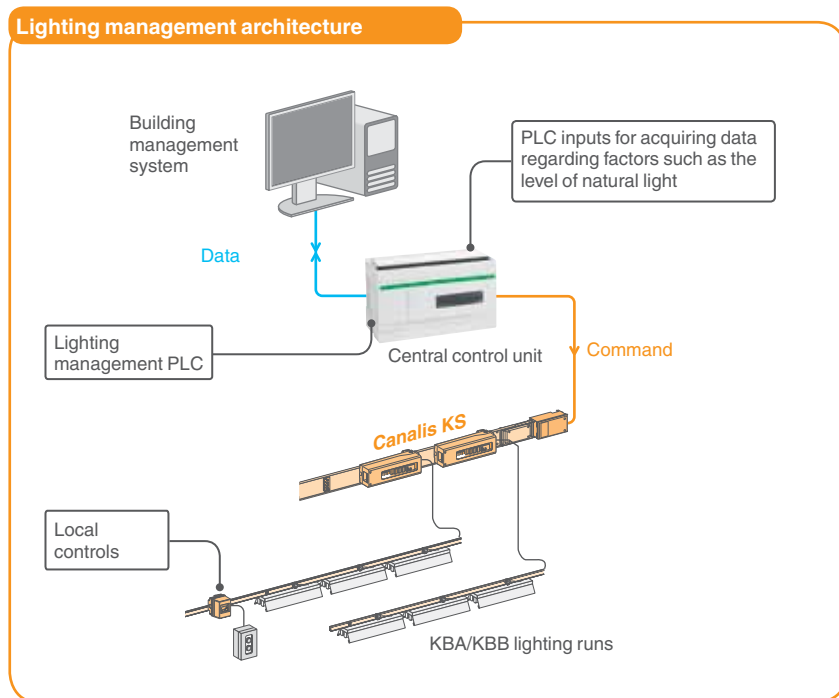 Lighting management architecture
Building
management
system
PLC inputs for acquiring data
regarding factors such as the
level of natural light
Data
Lighting
management PLC
Central control unit
Command
Canalis KS
Local
controls
KBA/KBB lighting runs